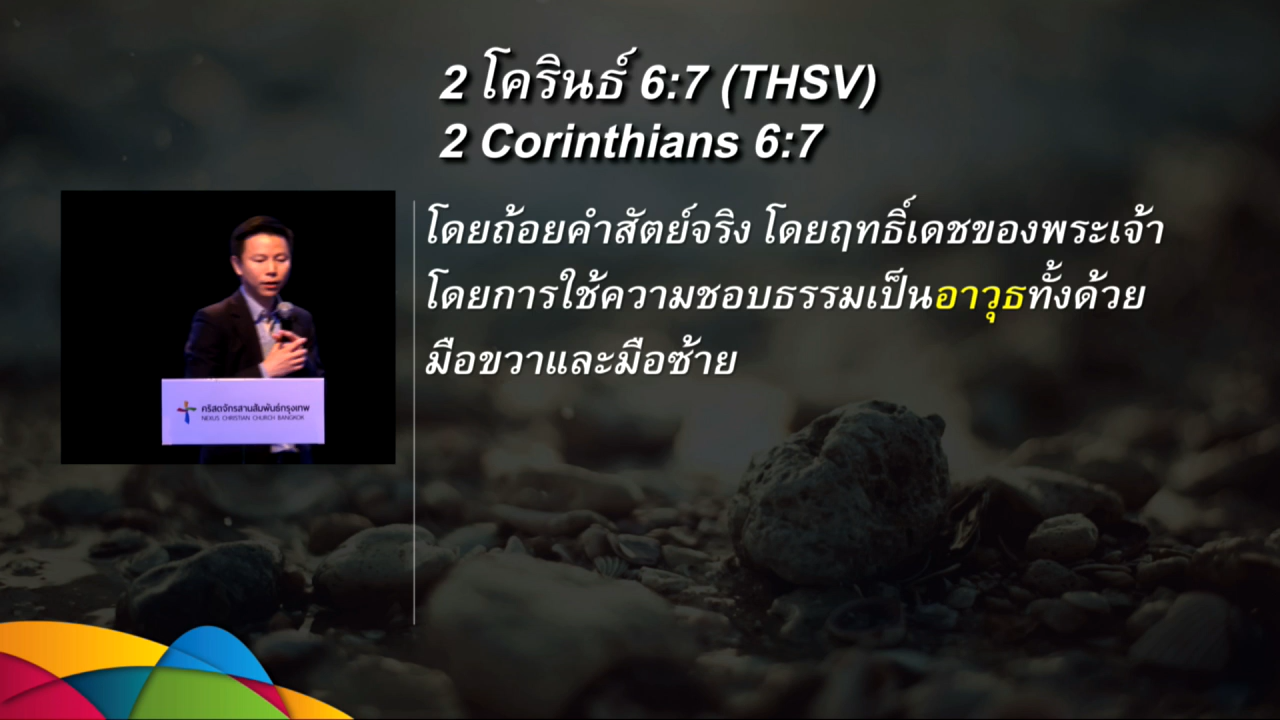 2 โครินธ์ 6:7 (THSV)
2 Corinthians 6:7
โดยถ้อยคำสัตย์จริง โดยฤทธิ์เดชของพระเจ้า
โดยการใช้ความชอบธรรมเป็นอาวุธทั้งด้วย
มือขวาและมือซ้าย
คริสตจักรสานสัมพันธ์กรุงเทพ
NEXUS CHRISTIAN CHURCH BANGKOK